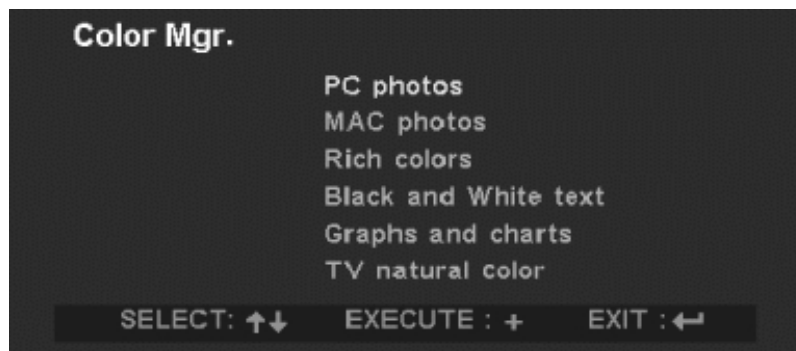 Color Mgr.
PC photos
MAC photos
Rich colors
Black and White text
Graphs and charts
TV natural color
SELECT: ↑↓ EXECUTE : + EXIT : ↵